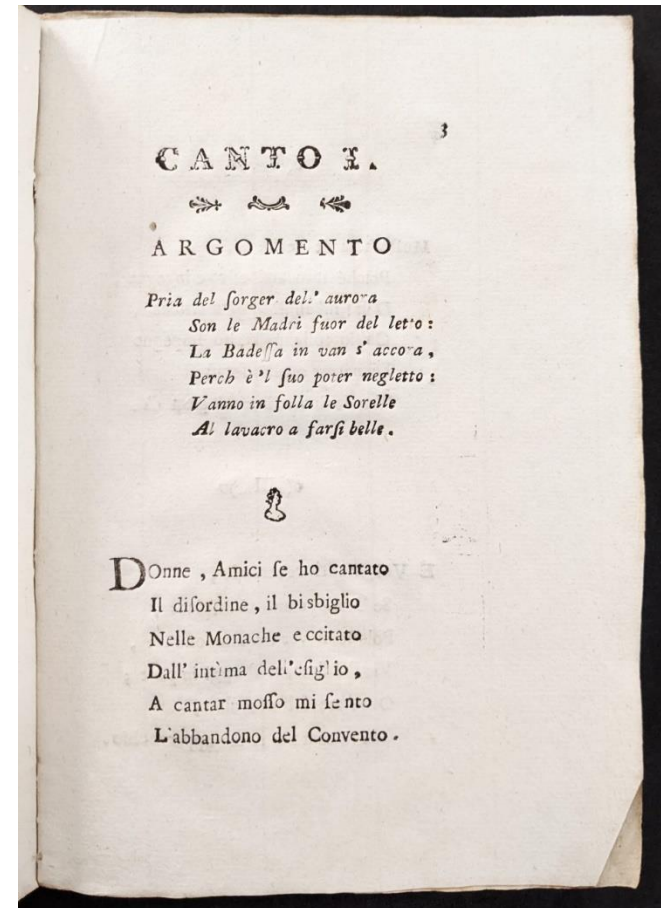 3
CANTO I.
ARGOMENTO
Pria del ſorger dell' aurora
Son le Madri fuor del letto :
La Badeſſa in van s' accora ,
Perch è 'l ſuo poter negletto :
Vanno in folla le Sorelle
Al lavacro a farſi belle .
DOnne , Amici ſe ho cantato
Il diſordine , il bisbiglio
Nelle Monache eccitato
Dall' intìma dell' eſiglio ,
A cantar moſſo mi ſento
L'abbandono del Convento .